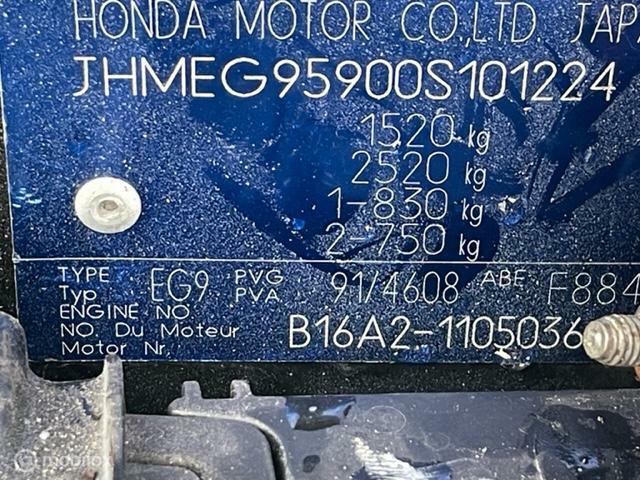 HONDA MOTOR CO.,LTD. JAPA
JHMEG95900S101224
1520 kg
2520 kg
1-830 kg
2-750 kg
TYPE EG9 PVG 91/4608 ABE F884
Typ PVA
ENGINE NO.
NO. Du Moteur B16A2-1105036
Motor Nr.
mobilox